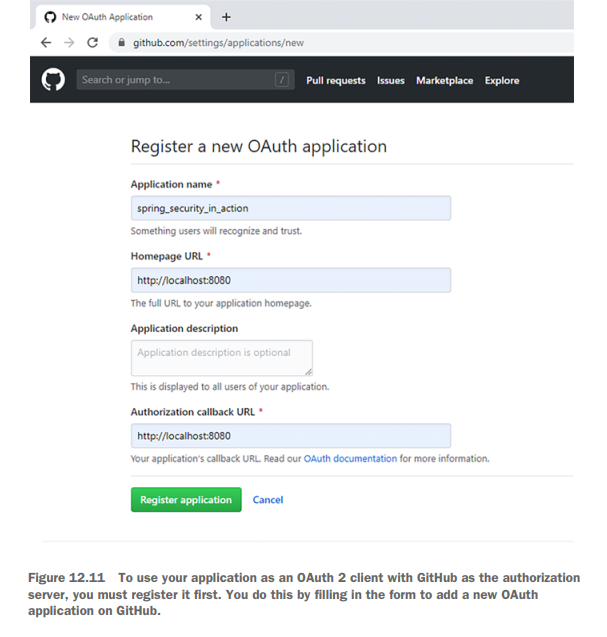 New OAuth Application
github.com/settings/applications/new
Search or jump to... / Pull requests Issues Marketplace Explore
Register a new OAuth application
Application name *
spring_security_in_action
Something users will recognize and trust.
Homepage URL *
http://localhost:8080
The full URL to your application homepage.
Application description
Application description is optional
This is displayed to all users of your application.
Authorization callback URL *
http://localhost:8080
Your application's callback URL. Read our OAuth documentation for more information.
Register application Cancel
Figure 12.11 To use your application as an OAuth 2 client with GitHub as the authorization
server, you must register it first. You do this by filling in the form to add a new OAuth
application on GitHub.